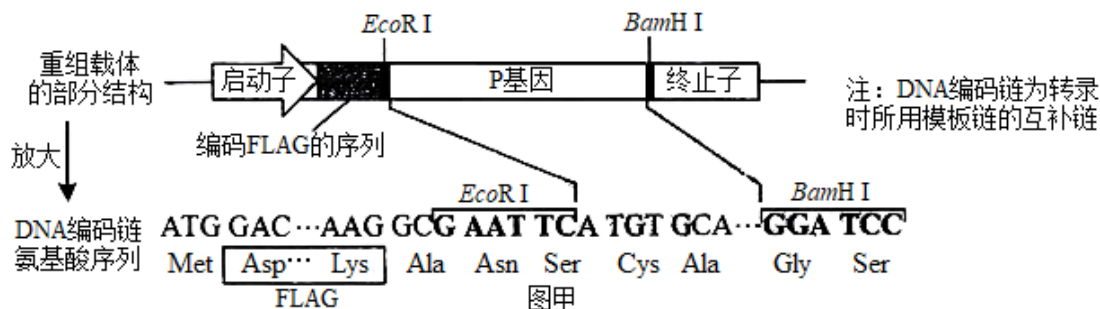 EcoR I
BamH I
重组载体
的部分结构
启动子
P基因
终止子
注：DNA编码链为转录
时所用模板链的互补链
编码FLAG的序列
放大
EcoR I
BamH I
DNA编码链
ATG GAC…AAG GCG AATTCA TGT GCA…GGA TCC
氨基酸序列
Met Asp… Lys Ala Asn Ser Cys Ala Gly Ser
FLAG
图甲